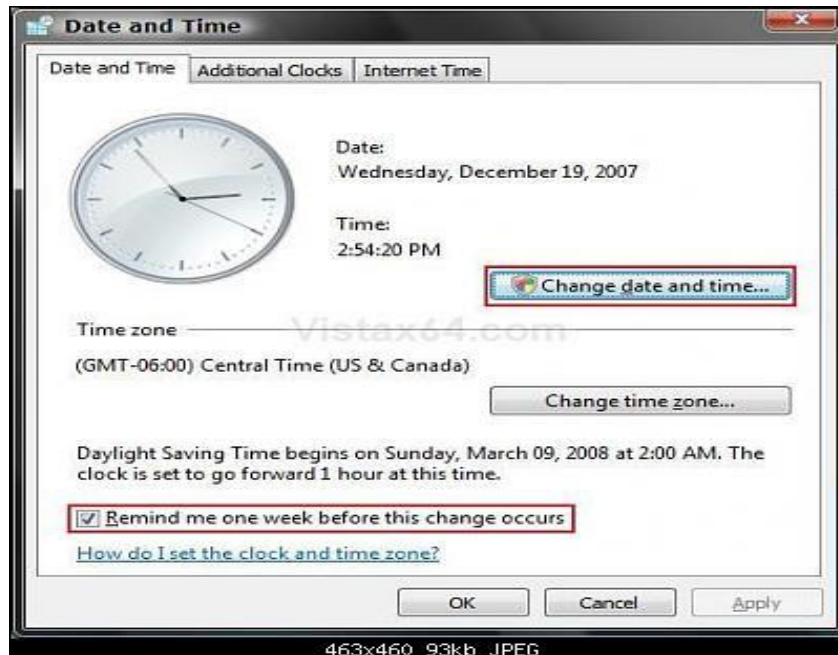 Date and Time
Date and Time
Additional Clocks
Internet Time
Date:
Wednesday, December 19, 2007
Time:
2:54:20 PM
Change date and time...
Time zone
Vistax64.com
(GMT-06:00) Central Time (US & Canada)
Change time zone...
Daylight Saving Time begins on Sunday, March 09, 2008 at 2:00 AM. The
clock is set to go forward 1 hour at this time.
Remind me one week before this change occurs
How do I set the clock and time zone?
OK
Cancel
Apply
463x460 93kb JPEG